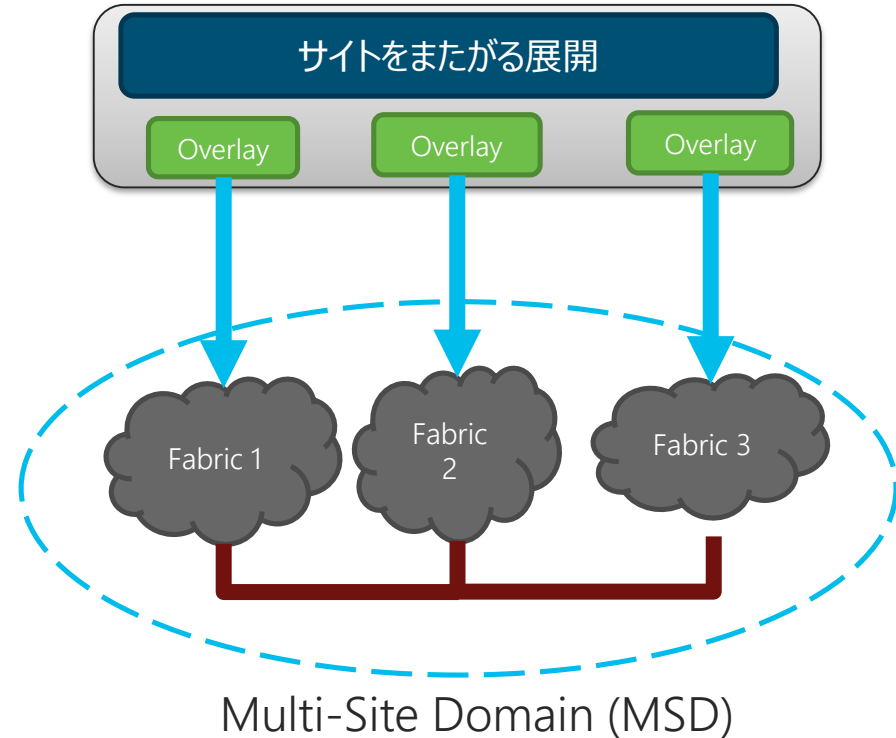 サイトをまたがる展開
Overlay
Overlay
Overlay
Fabric 1
Fabric
2
Fabric 3
Multi-Site Domain (MSD)